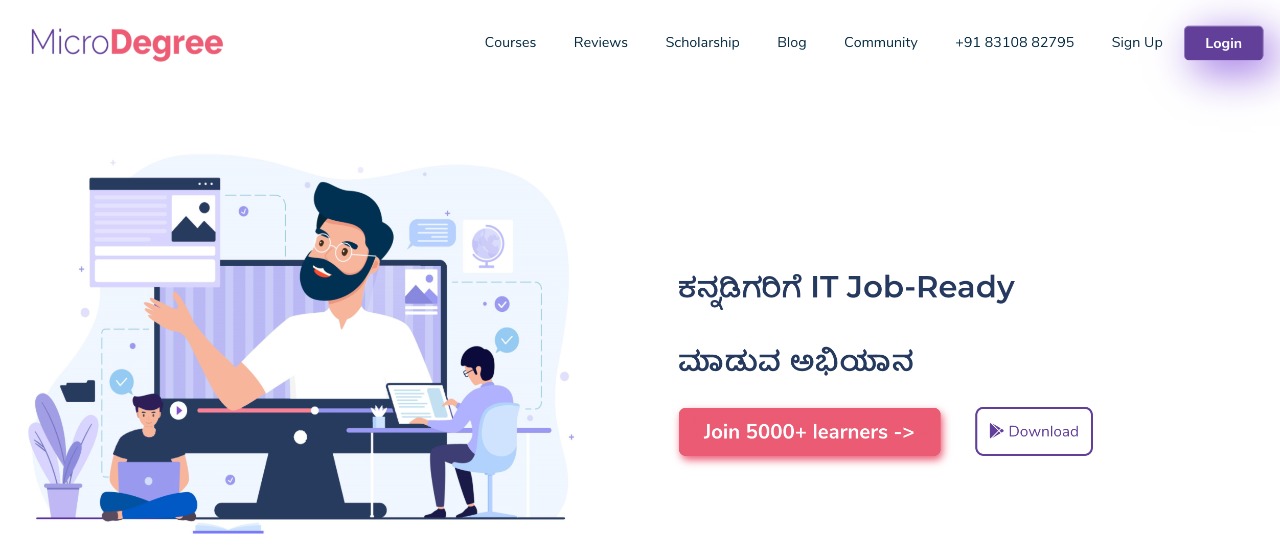 MicroDegree
Courses Reviews Scholarship Blog Community +91 83108 82795 Sign Up Login
ಕನ್ನಡಿಗರಿಗೆ IT Job-Ready
ಮಾಡುವ ಅಭಿಯಾನ
Join 5000+ learners -> Download